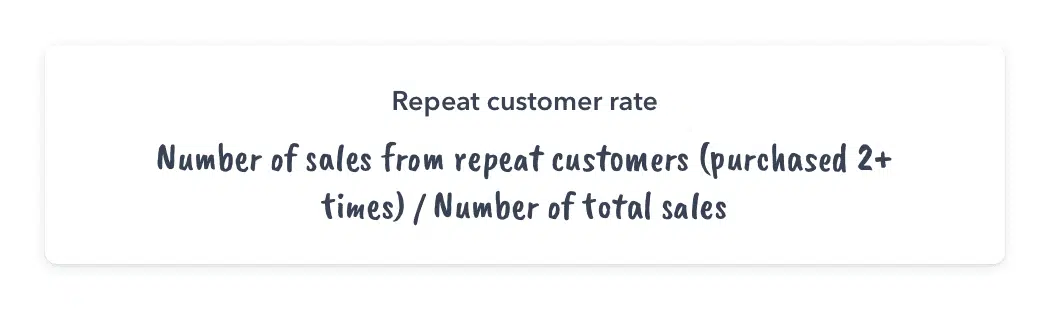 Repeat customer rate
Number of sales from repeat customers (purchased 2+
times) / Number of total sales